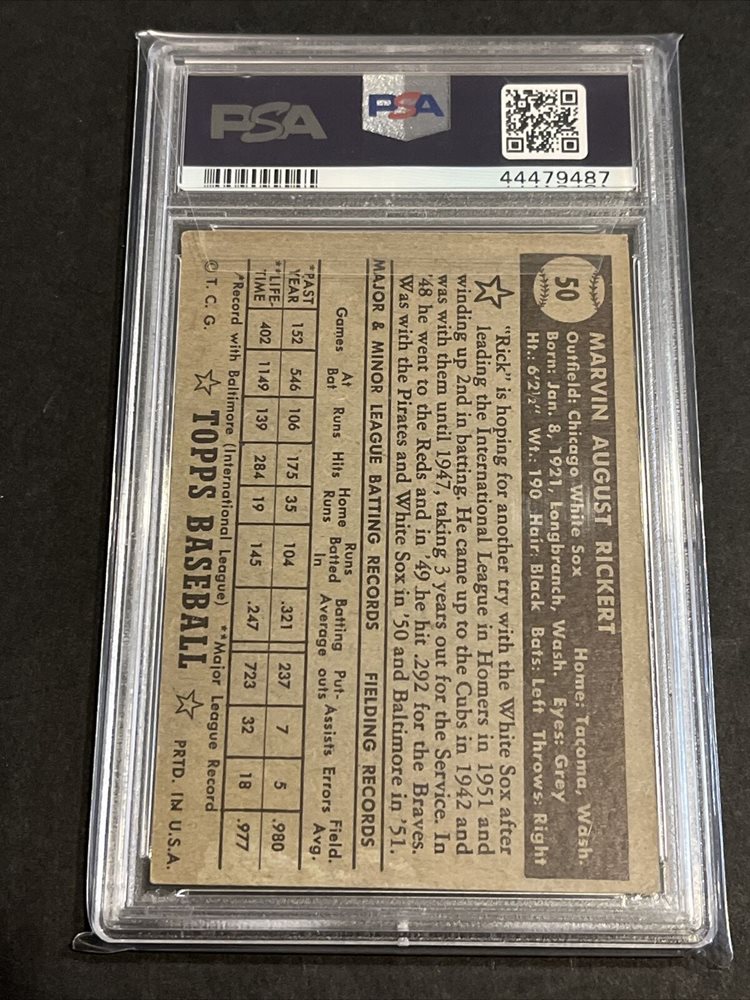 PSA
PSA
44479487
50
MARVIN AUGUST RICKERT
Outfield: Chicago White Sox Home: Tacoma, Wash.
Born: Jan. 8, 1921, Longbranch, Wash. Eyes: Grey
Ht.: 6'2½" Wt.: 190 Hair: Black Bats: Left Throws: Right
"Rick" is hoping for another try with the White Sox after
leading the International League in Homers in 1951 and
winding up 2nd in batting. He came up to the Cubs in 1942 and
was with them until 1947, taking 3 years out for the Service. In
'48 he went to the Reds and in '49 he hit .292 for the Braves.
Was with the Pirates and White Sox in '50 and Baltimore in '51.
MAJOR & MINOR LEAGUE BATTING RECORDS FIELDING RECORDS
Games At Bat Runs Hits Home Runs Runs Batted In Batting Average Put-outs Assists Errors Field. Avg.
*PAST YEAR 152 546 106 175 35 104 .321 237 7 5 .980
**LIFE-TIME 402 1149 139 284 19 145 .247 723 32 18 .977
*Record with Baltimore (International League) **Major League Record
© T. C. G. TOPPS BASEBALL PRTD. IN U.S.A.